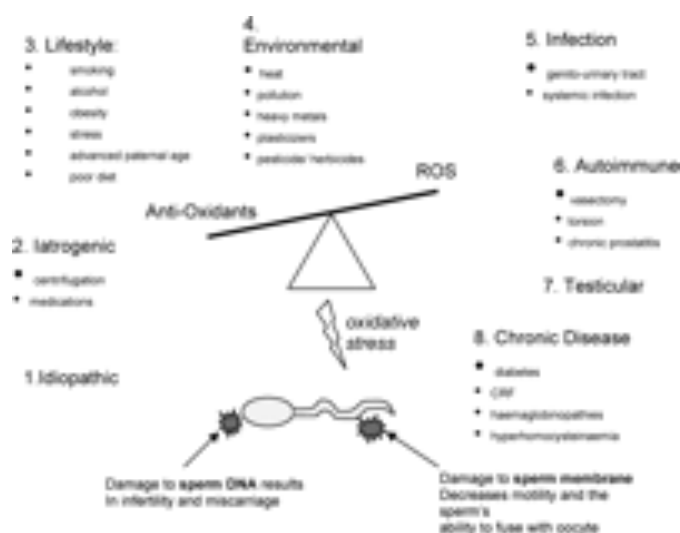 3. Lifestyle:
• smoking
• alcohol
• obesity
• stress
• advanced paternal age
• poor diet
4.
Environmental
• heat
• pollution
• heavy metals
• plasticizers
• pesticide/ herbicides
5. Infection
• genito-urinary tract
• systemic infection
ROS
Anti-Oxidants
6. Autoimmune
• vasectomy
• torsion
• chronic prostatitis
2. Iatrogenic
• centrifugation
• medications
7. Testicular
oxidative
stress
8. Chronic Disease
• diabetes
• CRF
• haemaglobinopathies
• hyperhomocysteinaemia
1.Idiopathic
Damage to sperm DNA results
In infertility and miscarriage
Damage to sperm membrane
Decreases motility and the
sperm's
ability to fuse with oocyte